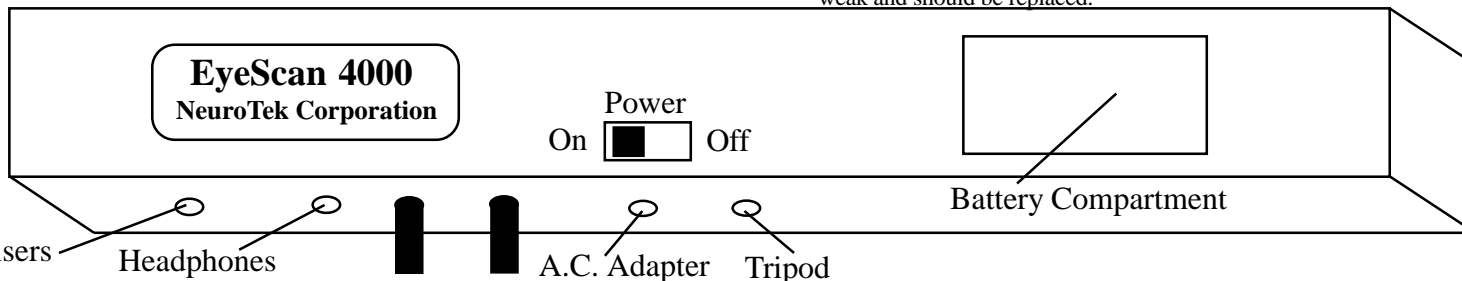 weak and should be replaced.
EyeScan 4000
NeuroTek Corporation
Power
On Off
Battery Compartment
Headphones
A.C. Adapter
Tripod